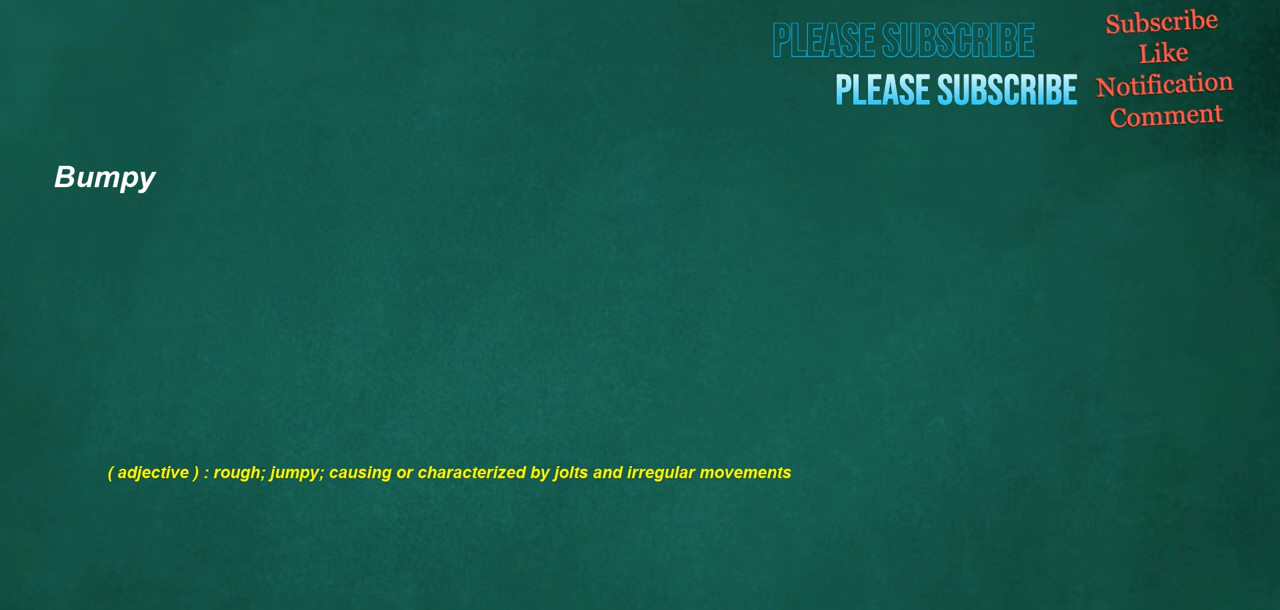 PLEASE SUBSCRIBE
PLEASE SUBSCRIBE
Subscribe
Like
Notification
Comment
Bumpy
( adjective ) : rough; jumpy; causing or characterized by jolts and irregular movements